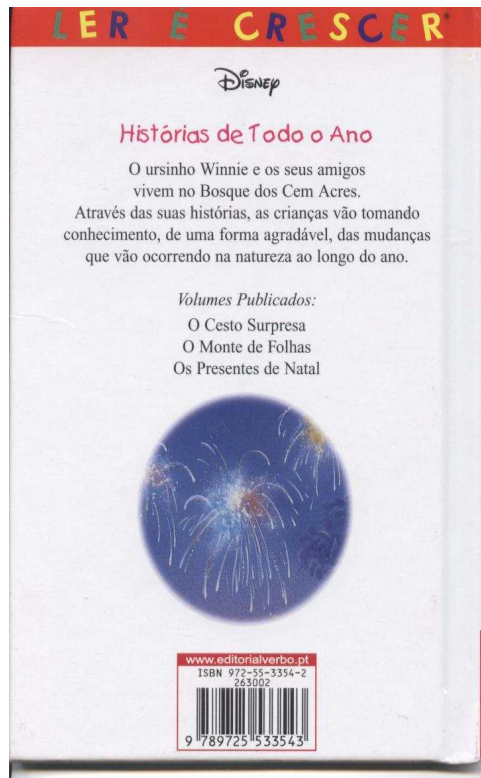 LER É CRESCER
DISNEY
Histórias de Todo o Ano
O ursinho Winnie e os seus amigos
vivem no Bosque dos Cem Acres.
Através das suas histórias, as crianças vão tomando
conhecimento, de uma forma agradável, das mudanças
que vão ocorrendo na natureza ao longo do ano.
Volumes Publicados:
O Cesto Surpresa
O Monte de Folhas
Os Presentes de Natal
www.editorialverbo.pt
ISBN 972-55-3354-2
263002
9 789725 533543